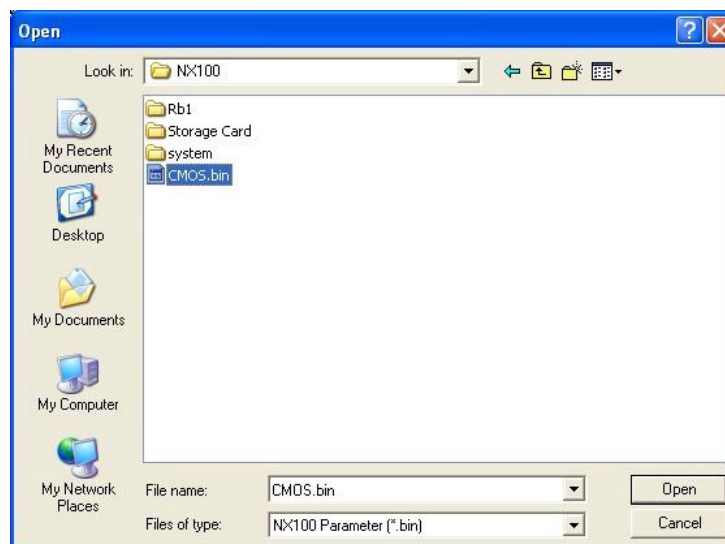 Open
Look in: NX100
My Recent
Documents
Desktop
My Documents
My Computer
My Network
Places
Rb1
Storage Card
system
CMOS.bin
File name: CMOS.bin Open
Files of type: NX100 Parameter (*.bin) Cancel